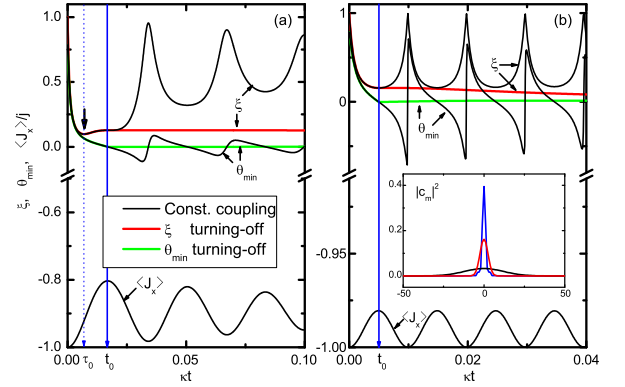 ξ, θmin, ⟨Jx⟩/j
1.0
0.5
0.0
-0.6
-0.8
-1.0
(a)
ξ
θmin
Const. coupling
ξ turning-off
θmin turning-off
⟨Jx⟩
0.00 τ0 t0 0.05 0.10
κt
1
0
-0.95
-1.00
(b)
ξ
θmin
0.4
0.2
0.0
|cm|²
-50 0 50
⟨Jx⟩
0.00 t0 0.02 0.04
κt